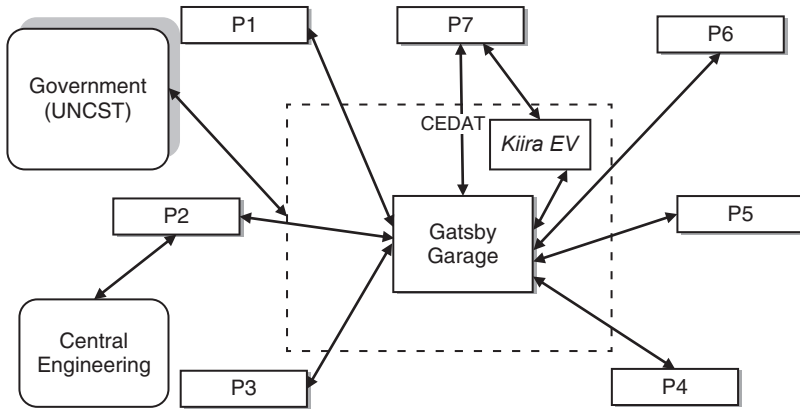 P1
P7
P6
Government
(UNCST)
CEDAT
Kiira EV
P2
P5
Gatsby
Garage
Central
Engineering
P3
P4